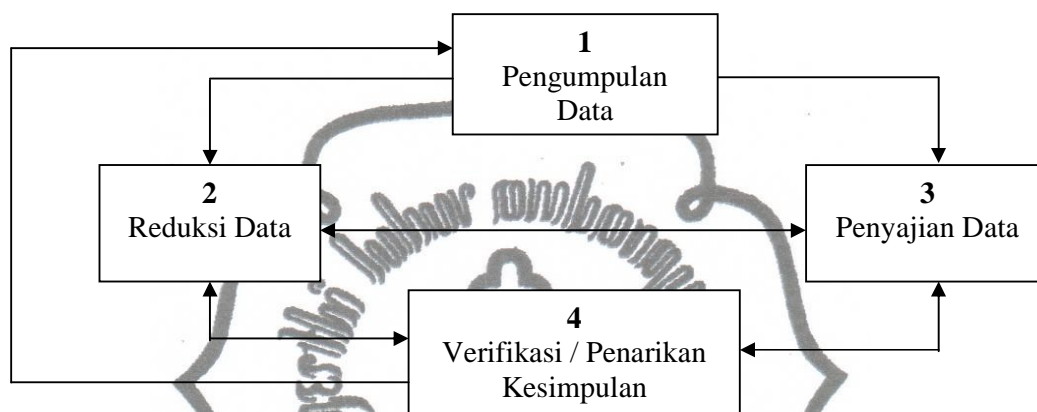 1
Pengumpulan
Data
2
Reduksi Data
3
Penyajian Data
4
Verifikasi / Penarikan
Kesimpulan